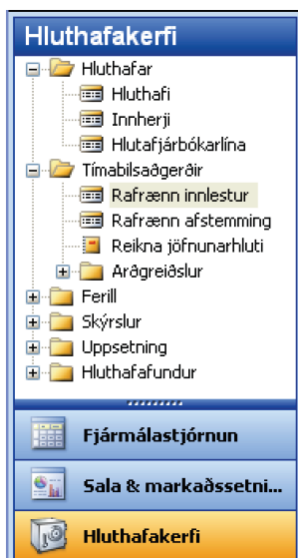 Hluthafakerfi
Hluthafar
Hluthafi
Innherji
Hlutafjárbókarlína
Tímabilsaðgerðir
Rafrænn innlestur
Rafrænn afstemming
Reikna jöfnunarhluti
Arðgreiðslur
Ferill
Skýrslur
Uppsetning
Hluthafafundur
Fjármálastjórnun
Sala & markaðssetni...
Hluthafakerfi